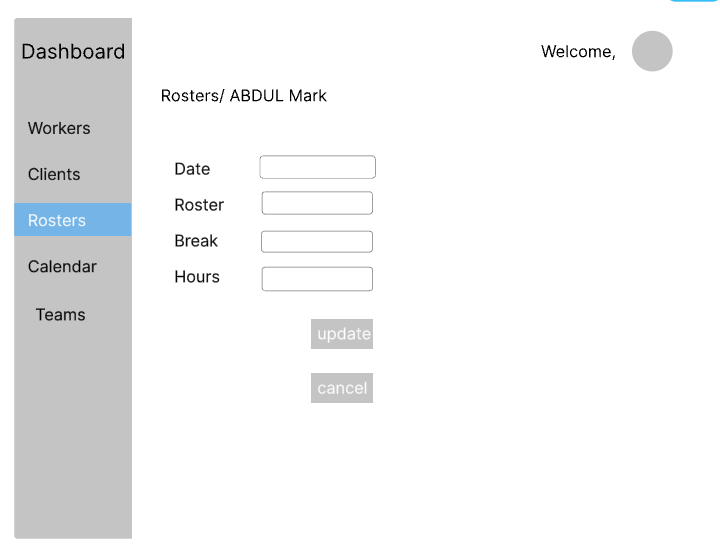 Dashboard
Welcome,
Rosters/ ABDUL Mark
Workers
Clients
Rosters
Calendar
Teams
Date
Roster
Break
Hours
update
cancel